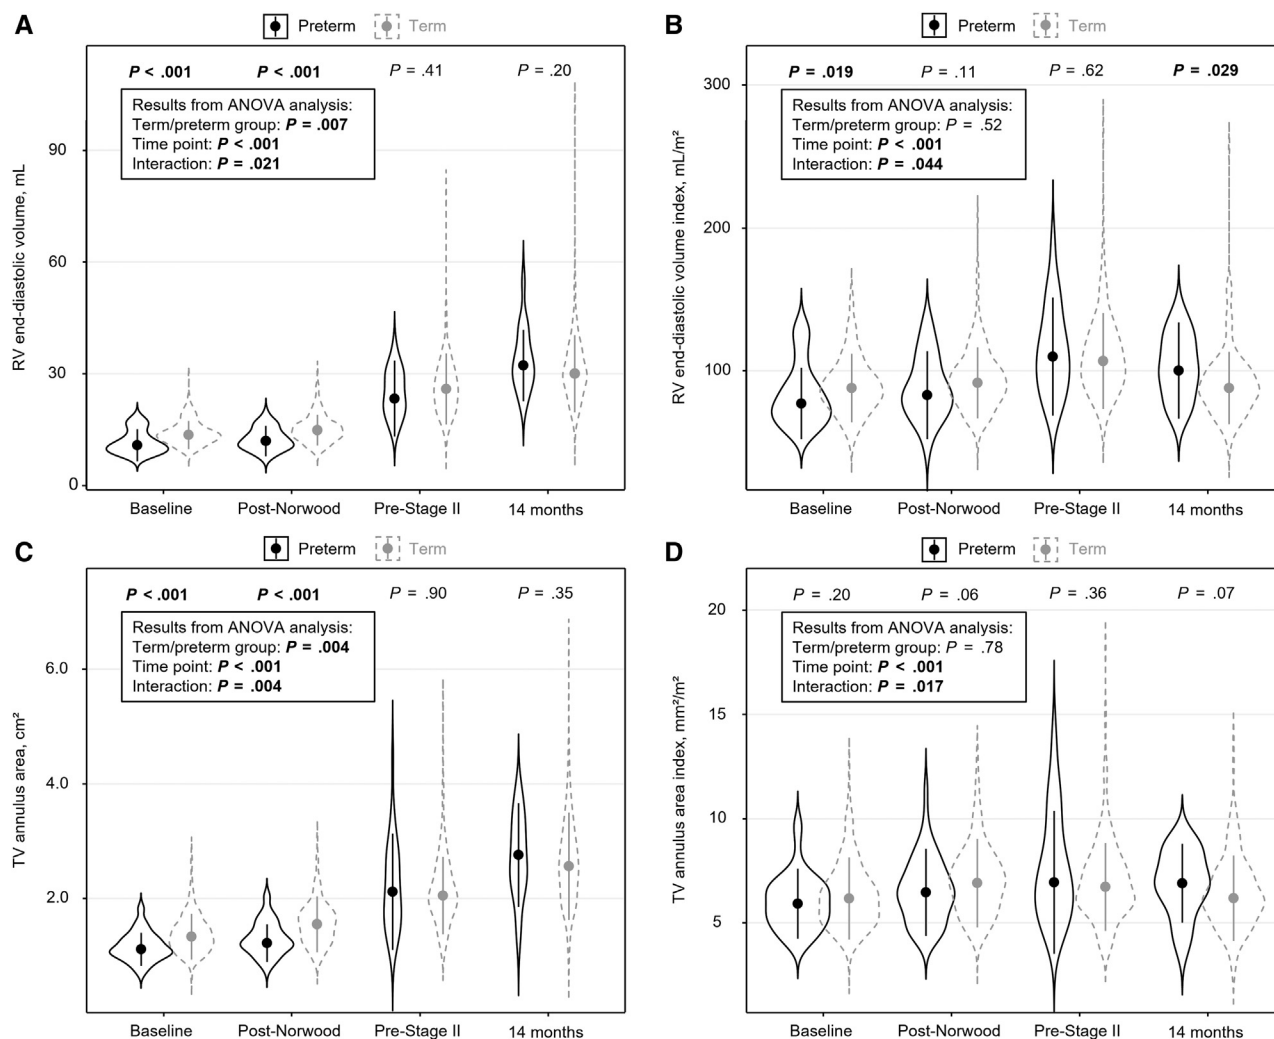 A
Preterm Term
P < .001 P < .001 P = .41 P = .20
Results from ANOVA analysis:
Term/preterm group: P = .007
Time point: P < .001
Interaction: P = .021
RV end-diastolic volume, mL
90
60
30
0
Baseline Post-Norwood Pre-Stage II 14 months
B
Preterm Term
P = .019 P = .11 P = .62 P = .029
Results from ANOVA analysis:
Term/preterm group: P = .52
Time point: P < .001
Interaction: P = .044
RV end-diastolic volume index, mL/m²
300
200
100
Baseline Post-Norwood Pre-Stage II 14 months
C
Preterm Term
P < .001 P < .001 P = .90 P = .35
Results from ANOVA analysis:
Term/preterm group: P = .004
Time point: P < .001
Interaction: P = .004
TV annulus area, cm²
6.0
4.0
2.0
Baseline Post-Norwood Pre-Stage II 14 months
D
Preterm Term
P = .20 P = .06 P = .36 P = .07
Results from ANOVA analysis:
Term/preterm group: P = .78
Time point: P < .001
Interaction: P = .017
TV annulus area index, mm²/m²
20
15
10
5
Baseline Post-Norwood Pre-Stage II 14 months